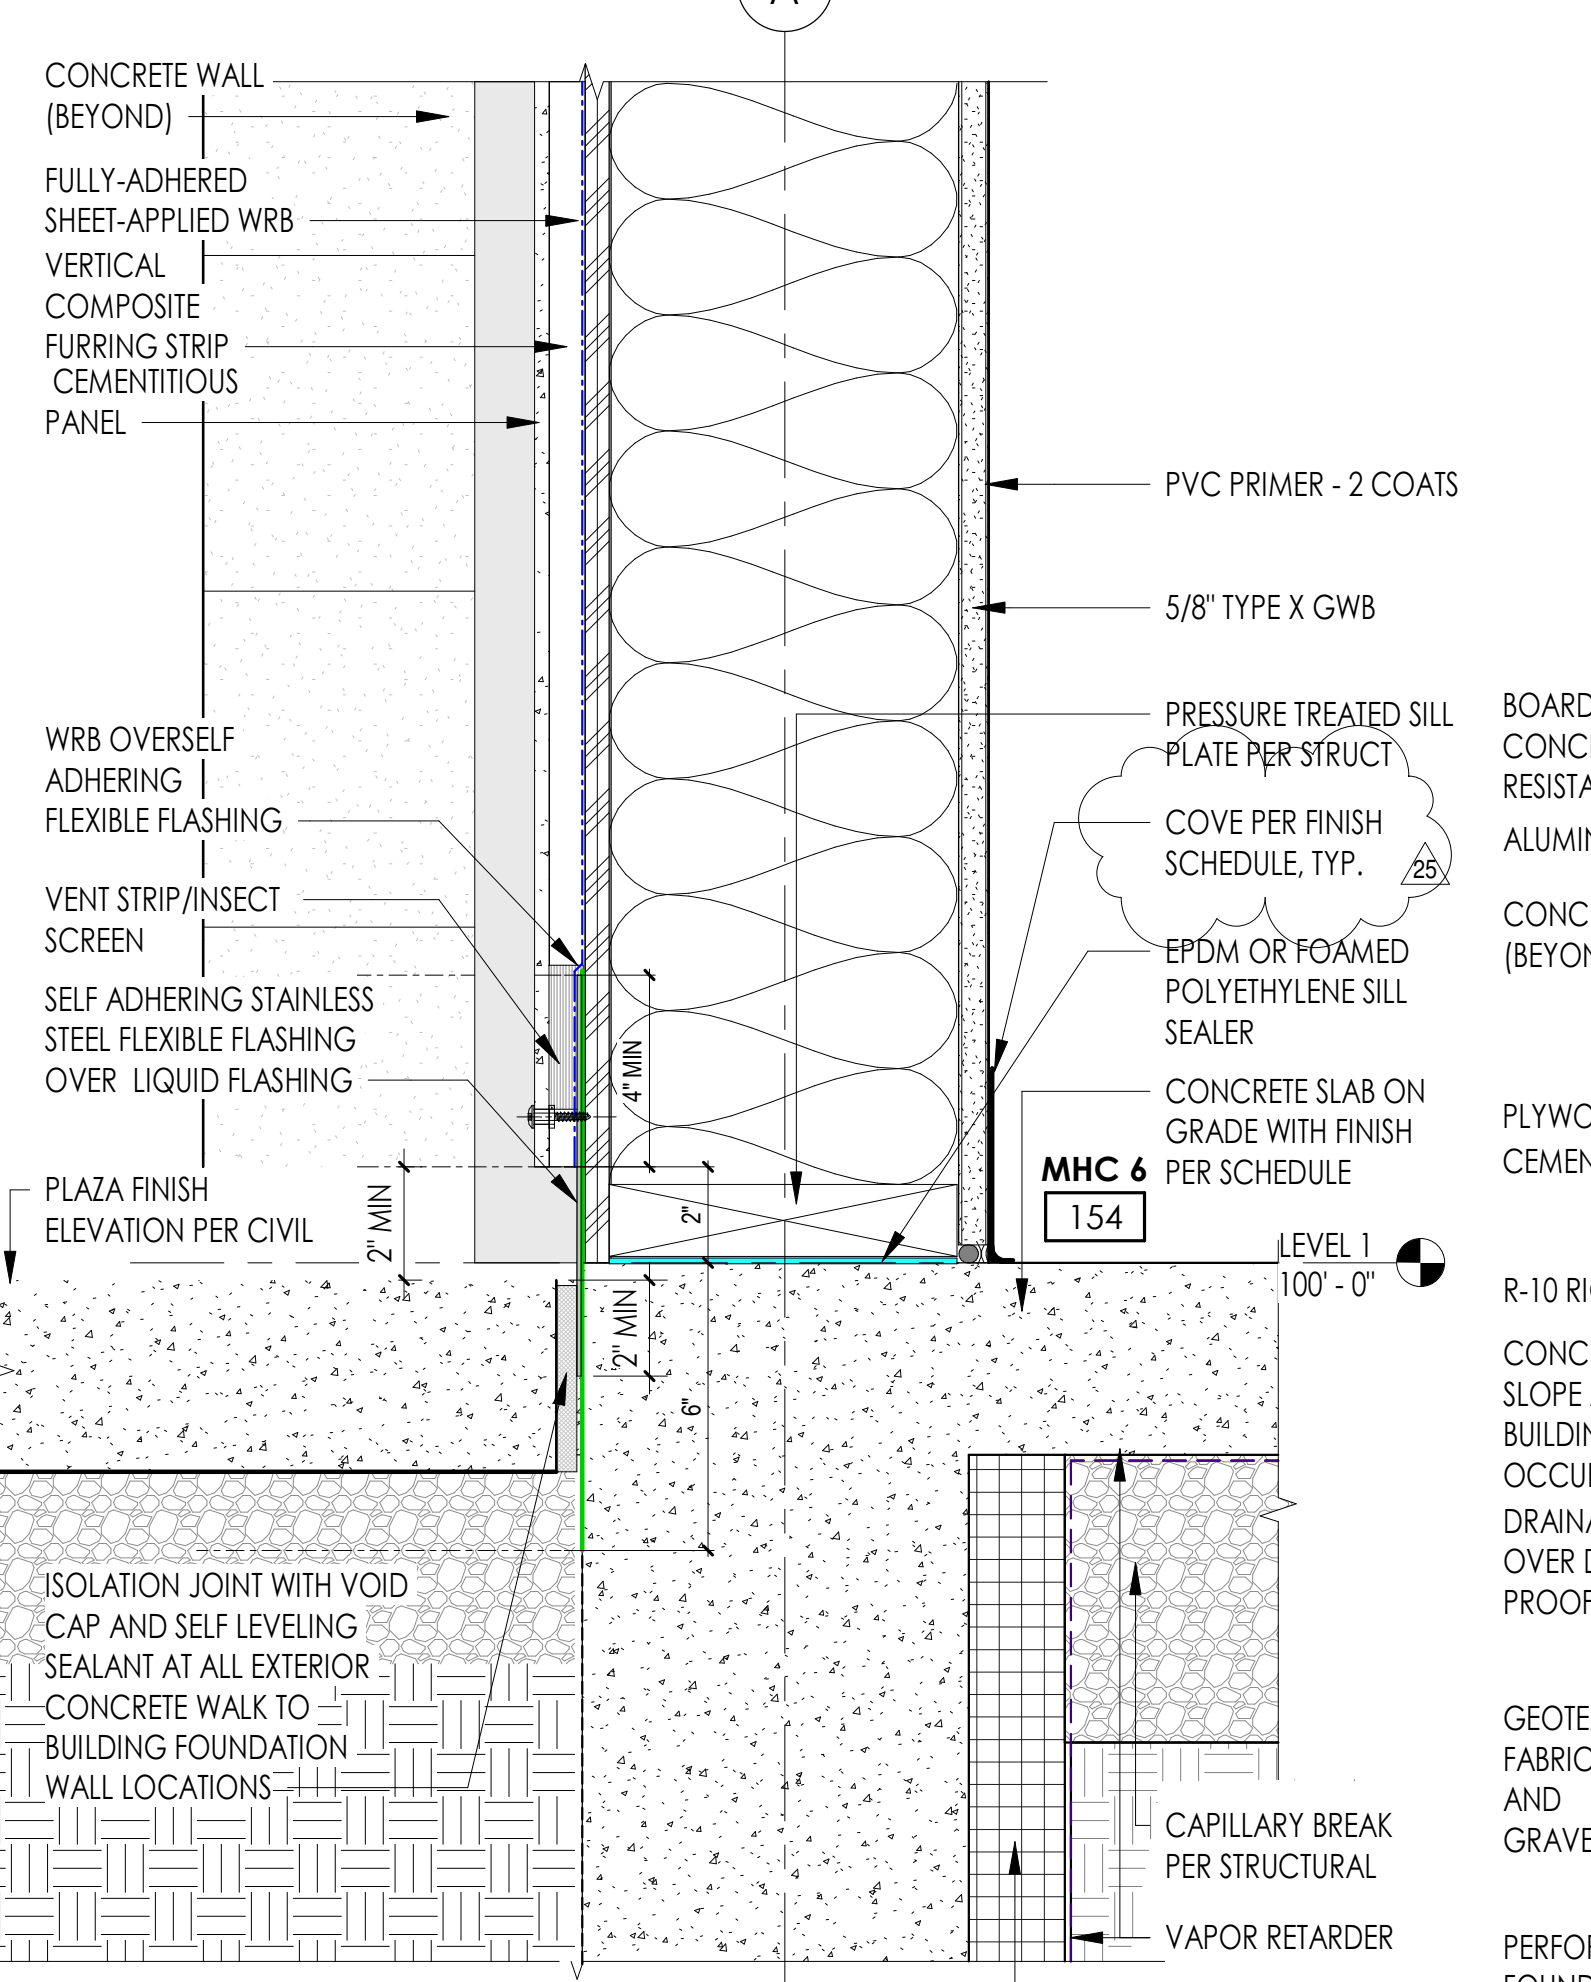 CONCRETE WALL
(BEYOND)
FULLY-ADHERED
SHEET-APPLIED WRB
VERTICAL
COMPOSITE
FURRING STRIP
CEMENTITIOUS
PANEL
WRB OVERSELF
ADHERING
FLEXIBLE FLASHING
VENT STRIP/INSECT
SCREEN
SELF ADHERING STAINLESS
STEEL FLEXIBLE FLASHING
OVER LIQUID FLASHING
PLAZA FINISH
ELEVATION PER CIVIL
ISOLATION JOINT WITH VOID
CAP AND SELF LEVELING
SEALANT AT ALL EXTERIOR
CONCRETE WALK TO
BUILDING FOUNDATION
WALL LOCATIONS
2" MIN
4" MIN
2"
2" MIN
6"
PVC PRIMER - 2 COATS
5/8" TYPE X GWB
PRESSURE TREATED SILL
PLATE PER STRUCT
COVE PER FINISH
SCHEDULE, TYP.
25
EPDM OR FOAMED
POLYETHYLENE SILL
SEALER
CONCRETE SLAB ON
GRADE WITH FINISH
PER SCHEDULE
MHC 6
154
LEVEL 1
100' - 0"
CAPILLARY BREAK
PER STRUCTURAL
VAPOR RETARDER
BOARD
CONC
RESISTA
ALUMIN
CONC
(BEYON
PLYWO
CEMEN
R-10 RI
CONC
SLOPE
BUILDIN
OCCU
DRAINA
OVER D
PROOF
GEOTE
FABRIC
AND
GRAVE
PERFO